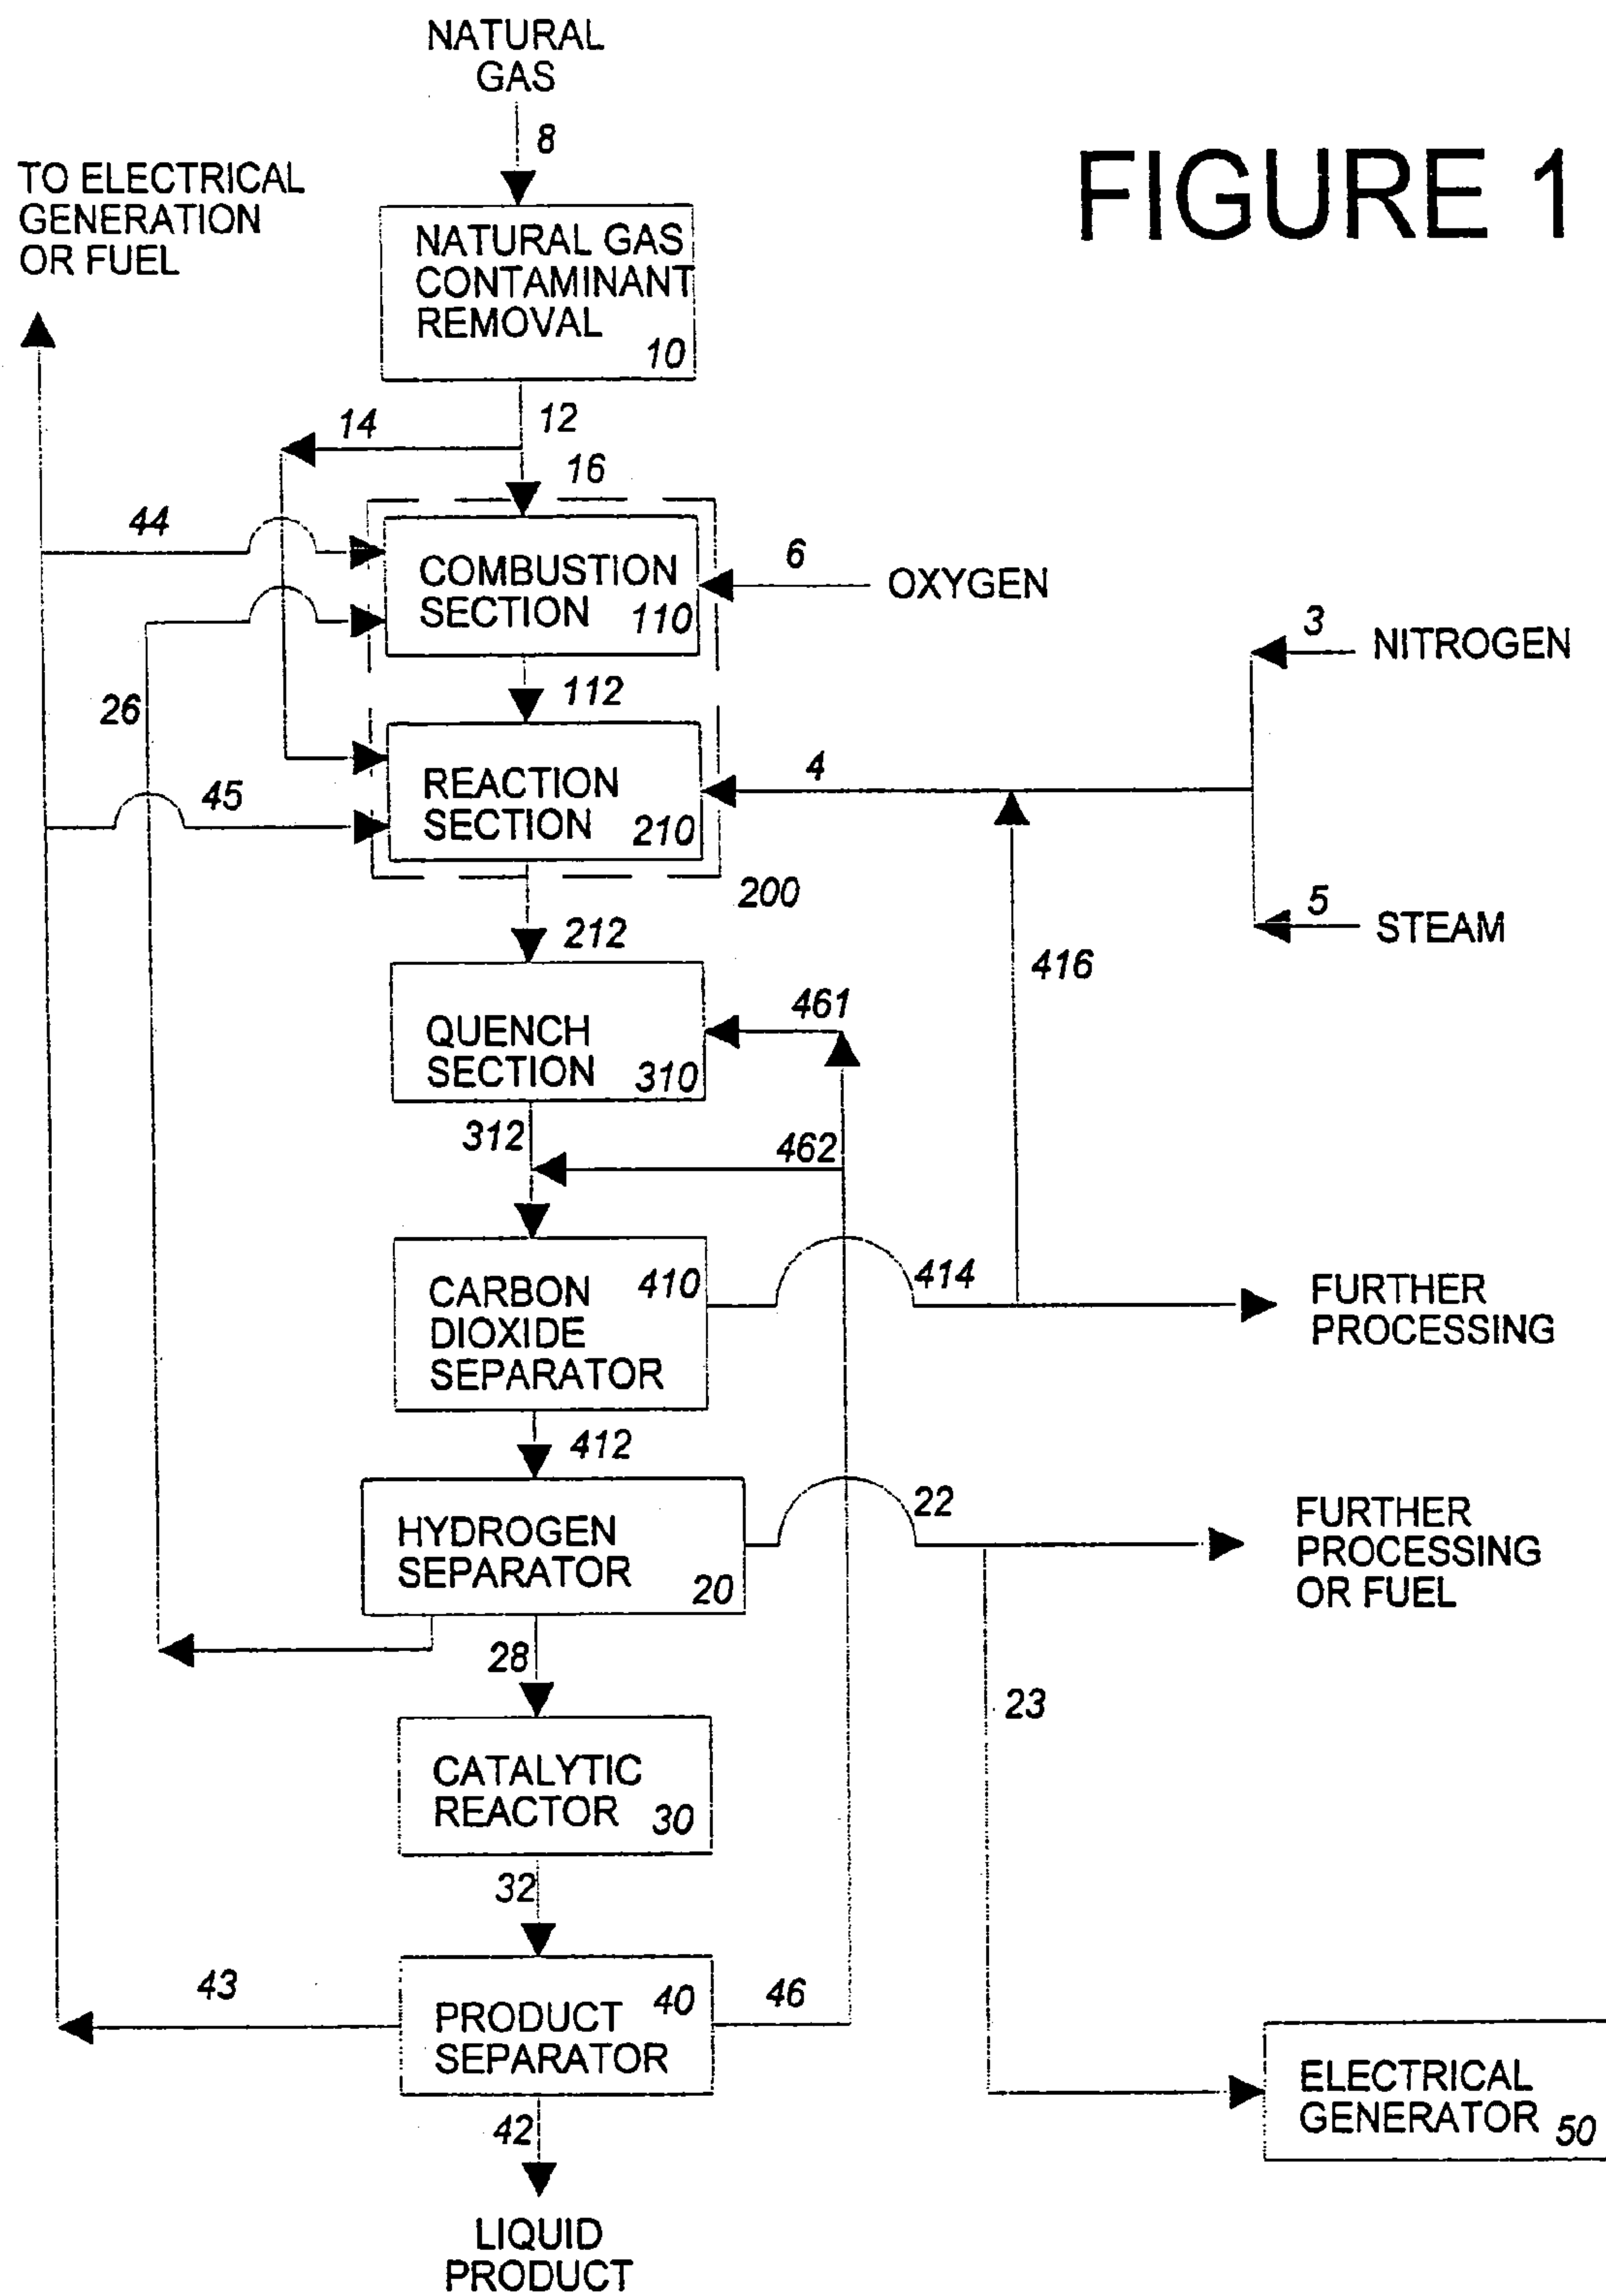 NATURAL
GAS
8
FIGURE 1
TO ELECTRICAL
GENERATION
OR FUEL
NATURAL GAS
CONTAMINANT
REMOVAL
10
14
12
16
44
COMBUSTION
SECTION
110
6
OXYGEN
3
NITROGEN
26
112
45
REACTION
SECTION
210
4
200
5
STEAM
212
416
461
QUENCH
SECTION
310
312
462
CARBON
DIOXIDE
SEPARATOR
410
414
FURTHER
PROCESSING
412
HYDROGEN
SEPARATOR
20
22
FURTHER
PROCESSING
OR FUEL
28
23
CATALYTIC
REACTOR
30
32
43
PRODUCT
SEPARATOR
40
46
ELECTRICAL
GENERATOR
50
42
LIQUID
PRODUCT